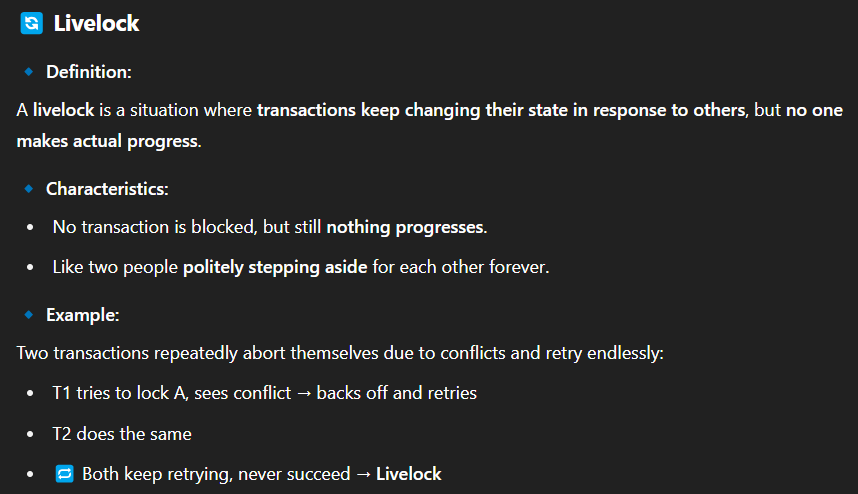 🔄 Livelock
🔹 Definition:
A livelock is a situation where transactions keep changing their state in response to others, but no one
makes actual progress.
🔹 Characteristics:
• No transaction is blocked, but still nothing progresses.
• Like two people politely stepping aside for each other forever.
🔹 Example:
Two transactions repeatedly abort themselves due to conflicts and retry endlessly:
• T1 tries to lock A, sees conflict → backs off and retries
• T2 does the same
• 🔁 Both keep retrying, never succeed → Livelock